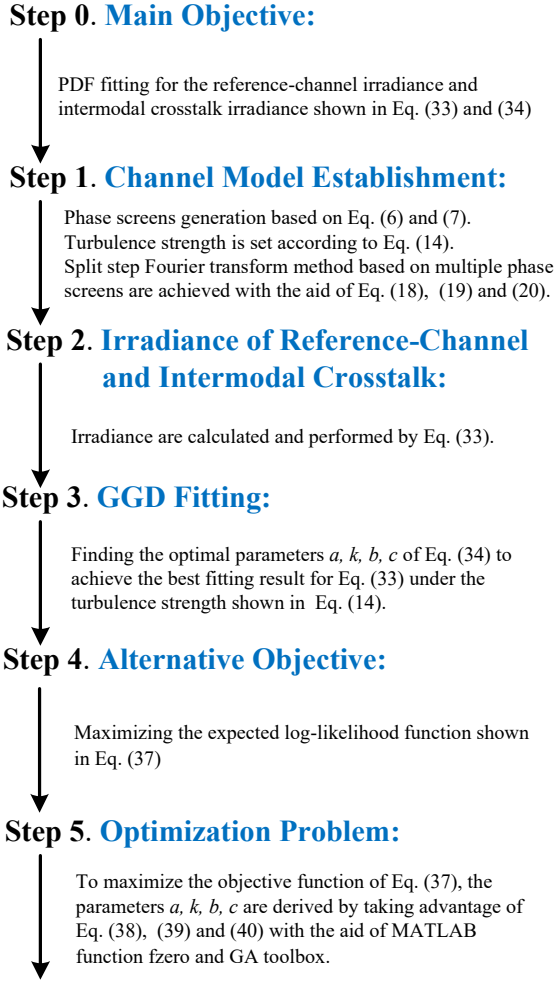 Step 0. Main Objective:
PDF fitting for the reference-channel irradiance and
intermodal crosstalk irradiance shown in Eq. (33) and (34)
Step 1. Channel Model Establishment:
Phase screens generation based on Eq. (6) and (7).
Turbulence strength is set according to Eq. (14).
Split step Fourier transform method based on multiple phase
screens are achieved with the aid of Eq. (18), (19) and (20).
Step 2. Irradiance of Reference-Channel
and Intermodal Crosstalk:
Irradiance are calculated and performed by Eq. (33).
Step 3. GGD Fitting:
Finding the optimal parameters a, k, b, c of Eq. (34) to
achieve the best fitting result for Eq. (33) under the
turbulence strength shown in Eq. (14).
Step 4. Alternative Objective:
Maximizing the expected log-likelihood function shown
in Eq. (37)
Step 5. Optimization Problem:
To maximize the objective function of Eq. (37), the
parameters a, k, b, c are derived by taking advantage of
Eq. (38), (39) and (40) with the aid of MATLAB
function fzero and GA toolbox.